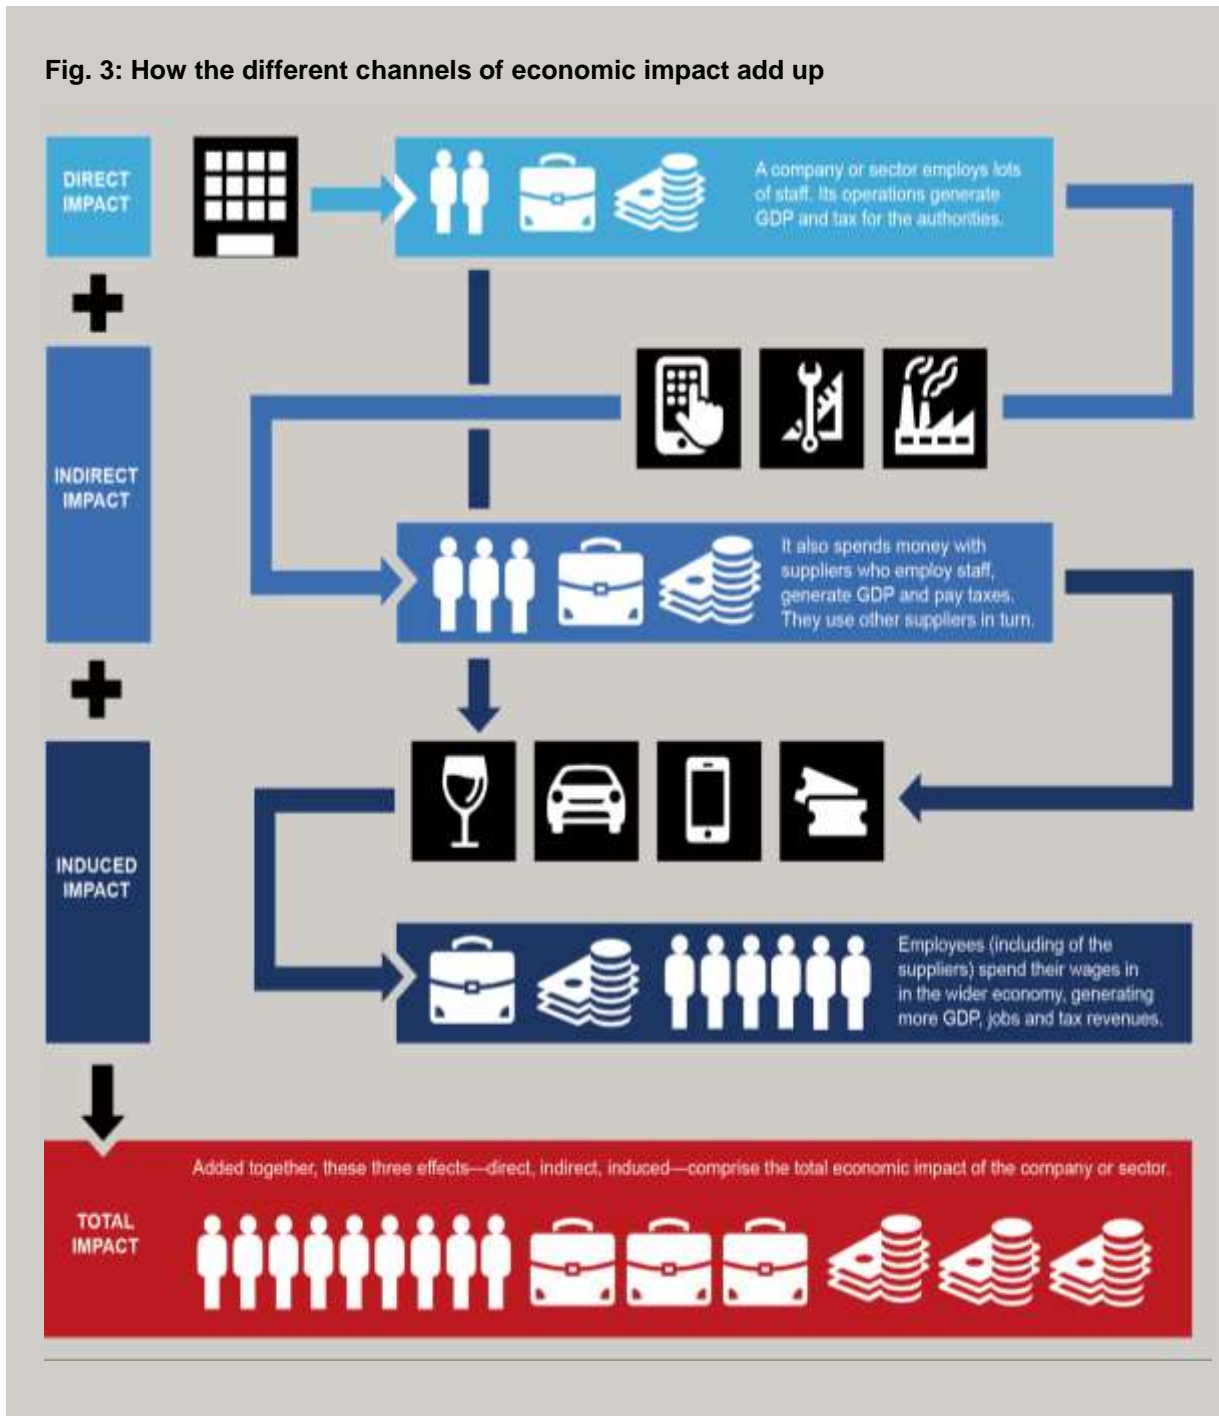 Fig. 3: How the different channels of economic impact add up
DIRECT
IMPACT
A company or sector employs lots
of staff. Its operations generate
GDP and tax for the authorities.
INDIRECT
IMPACT
It also spends money with
suppliers who employ staff,
generate GDP and pay taxes.
They use other suppliers in turn.
INDUCED
IMPACT
Employees (including of the
suppliers) spend their wages in
in the wider economy, generating
more GDP, jobs and tax revenues.
TOTAL
IMPACT
Added together, these three effects—direct, indirect, induced—comprise the total economic impact of the company or sector.